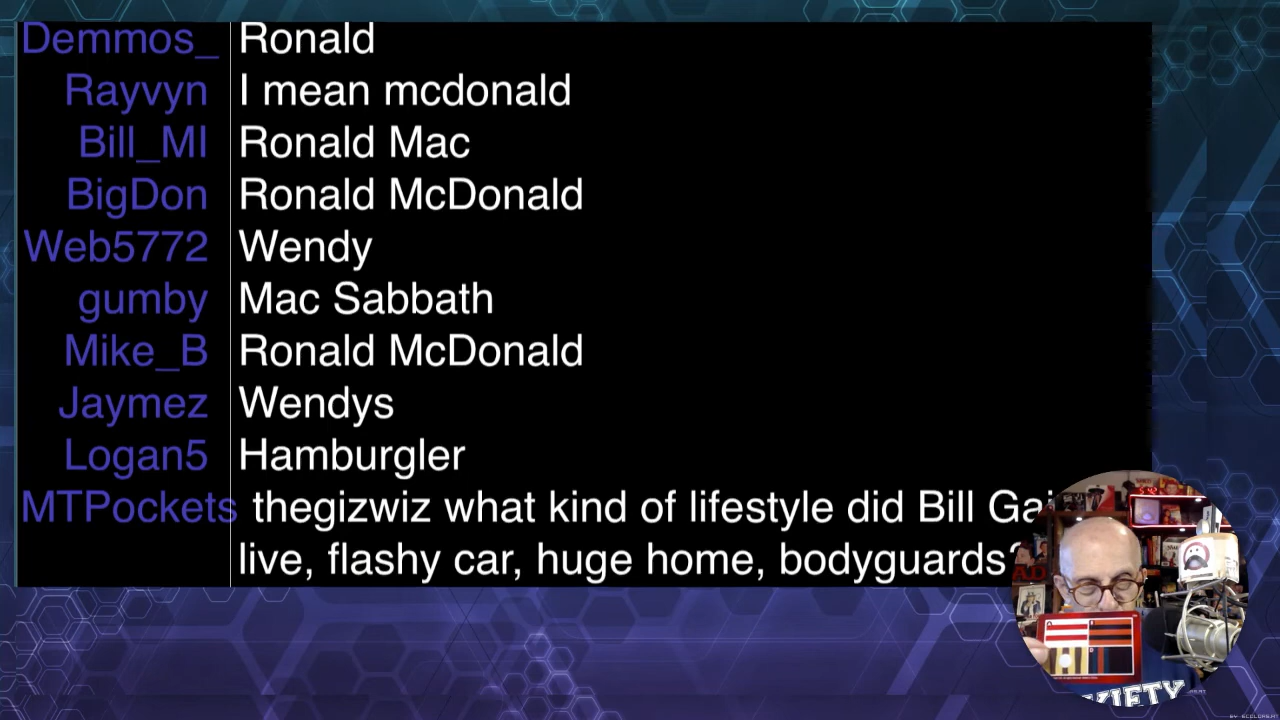 Demmos_ Ronald
Rayvyn I mean mcdonald
Bill_MI Ronald Mac
BigDon Ronald McDonald
Web5772 Wendy
gumby Mac Sabbath
Mike_B Ronald McDonald
Jaymez Wendys
Logan5 Hamburgler
MTPockets thegizwiz what kind of lifestyle did Bill
live, flashy car, huge home, bodyguards?